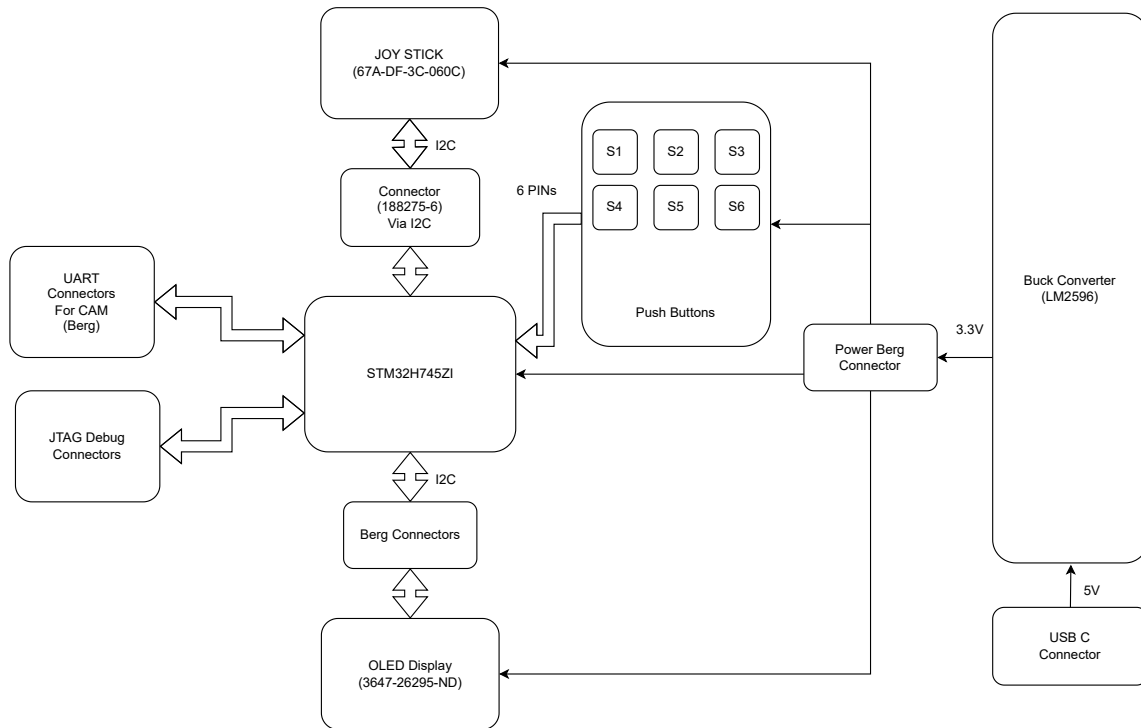 JOY STICK
(67A-DF-3C-060C)
I2C
Connector
(188275-6)
Via I2C
6 PINs
S1
S2
S3
S4
S5
S6
Push Buttons
UART
Connectors
For CAM
(Berg)
STM32H745ZI
JTAG Debug
Connectors
I2C
Berg Connectors
OLED Display
(3647-26295-ND)
Power Berg
Connector
3.3V
Buck Converter
(LM2596)
5V
USB C
Connector